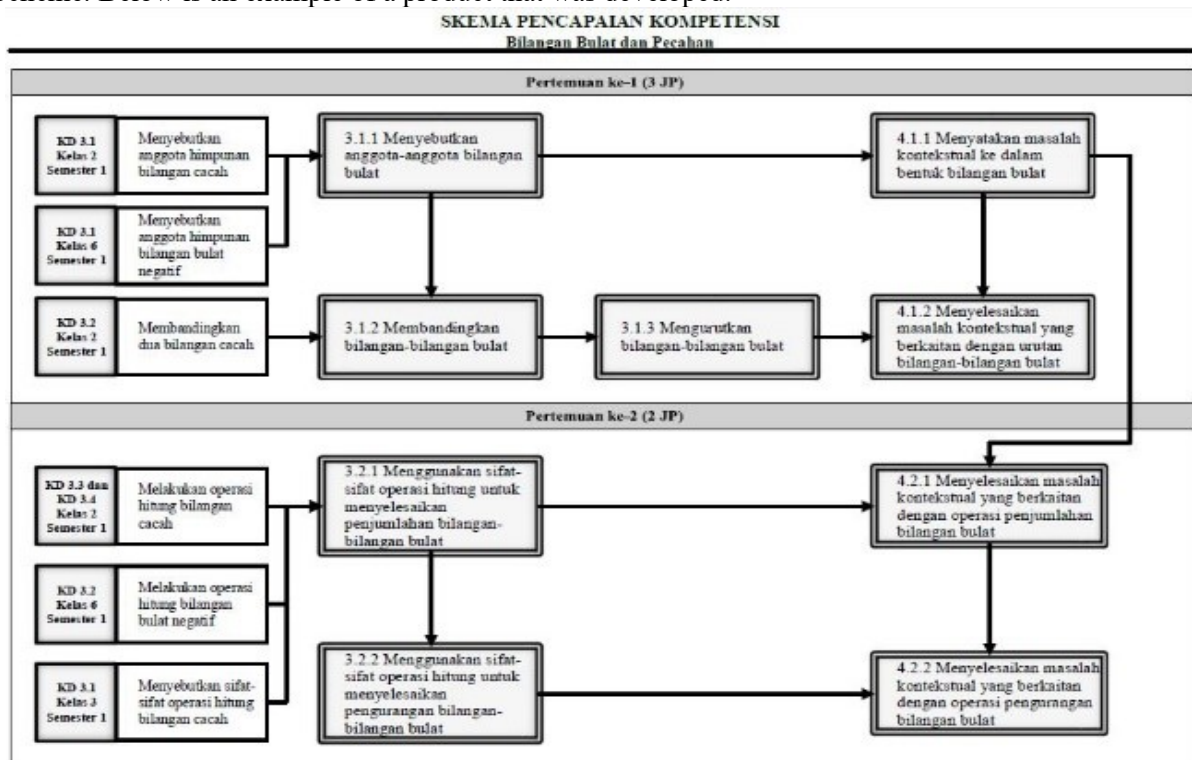 SKEMA PENCAPAIAN KOMPETENSI
Bilangan Bulat dan Pecahan
Pertemuan ke–1 (3 JP)
KD 3.1
Kelas 2
Semester 1
Menyebutkan
anggota himpunan
bilangan cacah
3.1.1 Menyebutkan
anggota-anggota bilangan
bulat
4.1.1 Menyatakan masalah
kontekstual ke dalam
bentuk bilangan bulat
KD 3.1
Kelas 6
Semester 1
Menyebutkan
anggota himpunan
bilangan bulat
negatif
KD 3.2
Kelas 2
Semester 1
Membandingkan
dua bilangan cacah
3.1.2 Membandingkan
bilangan-bilangan bulat
3.1.3 Mengurutkan
bilangan-bilangan bulat
4.1.2 Menyelesaikan
masalah kontekstual yang
berkaitan dengan urutan
bilangan-bilangan bulat
Pertemuan ke–2 (2 JP)
KD 3.3 dan
KD 3.4
Kelas 2
Semester 1
Melakukan operasi
hitung bilangan
cacah
3.2.1 Menggunakan sifat-
sifat operasi hitung untuk
menyelesaikan
penjumlahan bilangan-
bilangan bulat
4.2.1 Menyelesaikan masalah
kontekstual yang berkaitan
dengan operasi penjumlahan
bilangan bulat
KD 3.2
Kelas 6
Semester 1
Melakukan operasi
hitung bilangan
bulat negatif
KD 3.1
Kelas 3
Semester 1
Menyebutkan sifat-
sifat operasi hitung
bilangan cacah
3.2.2 Menggunakan sifat-
sifat operasi hitung untuk
menyelesaikan
pengurangan bilangan-
bilangan bulat
4.2.2 Menyelesaikan masalah
kontekstual yang berkaitan
dengan operasi pengurangan
bilangan bulat